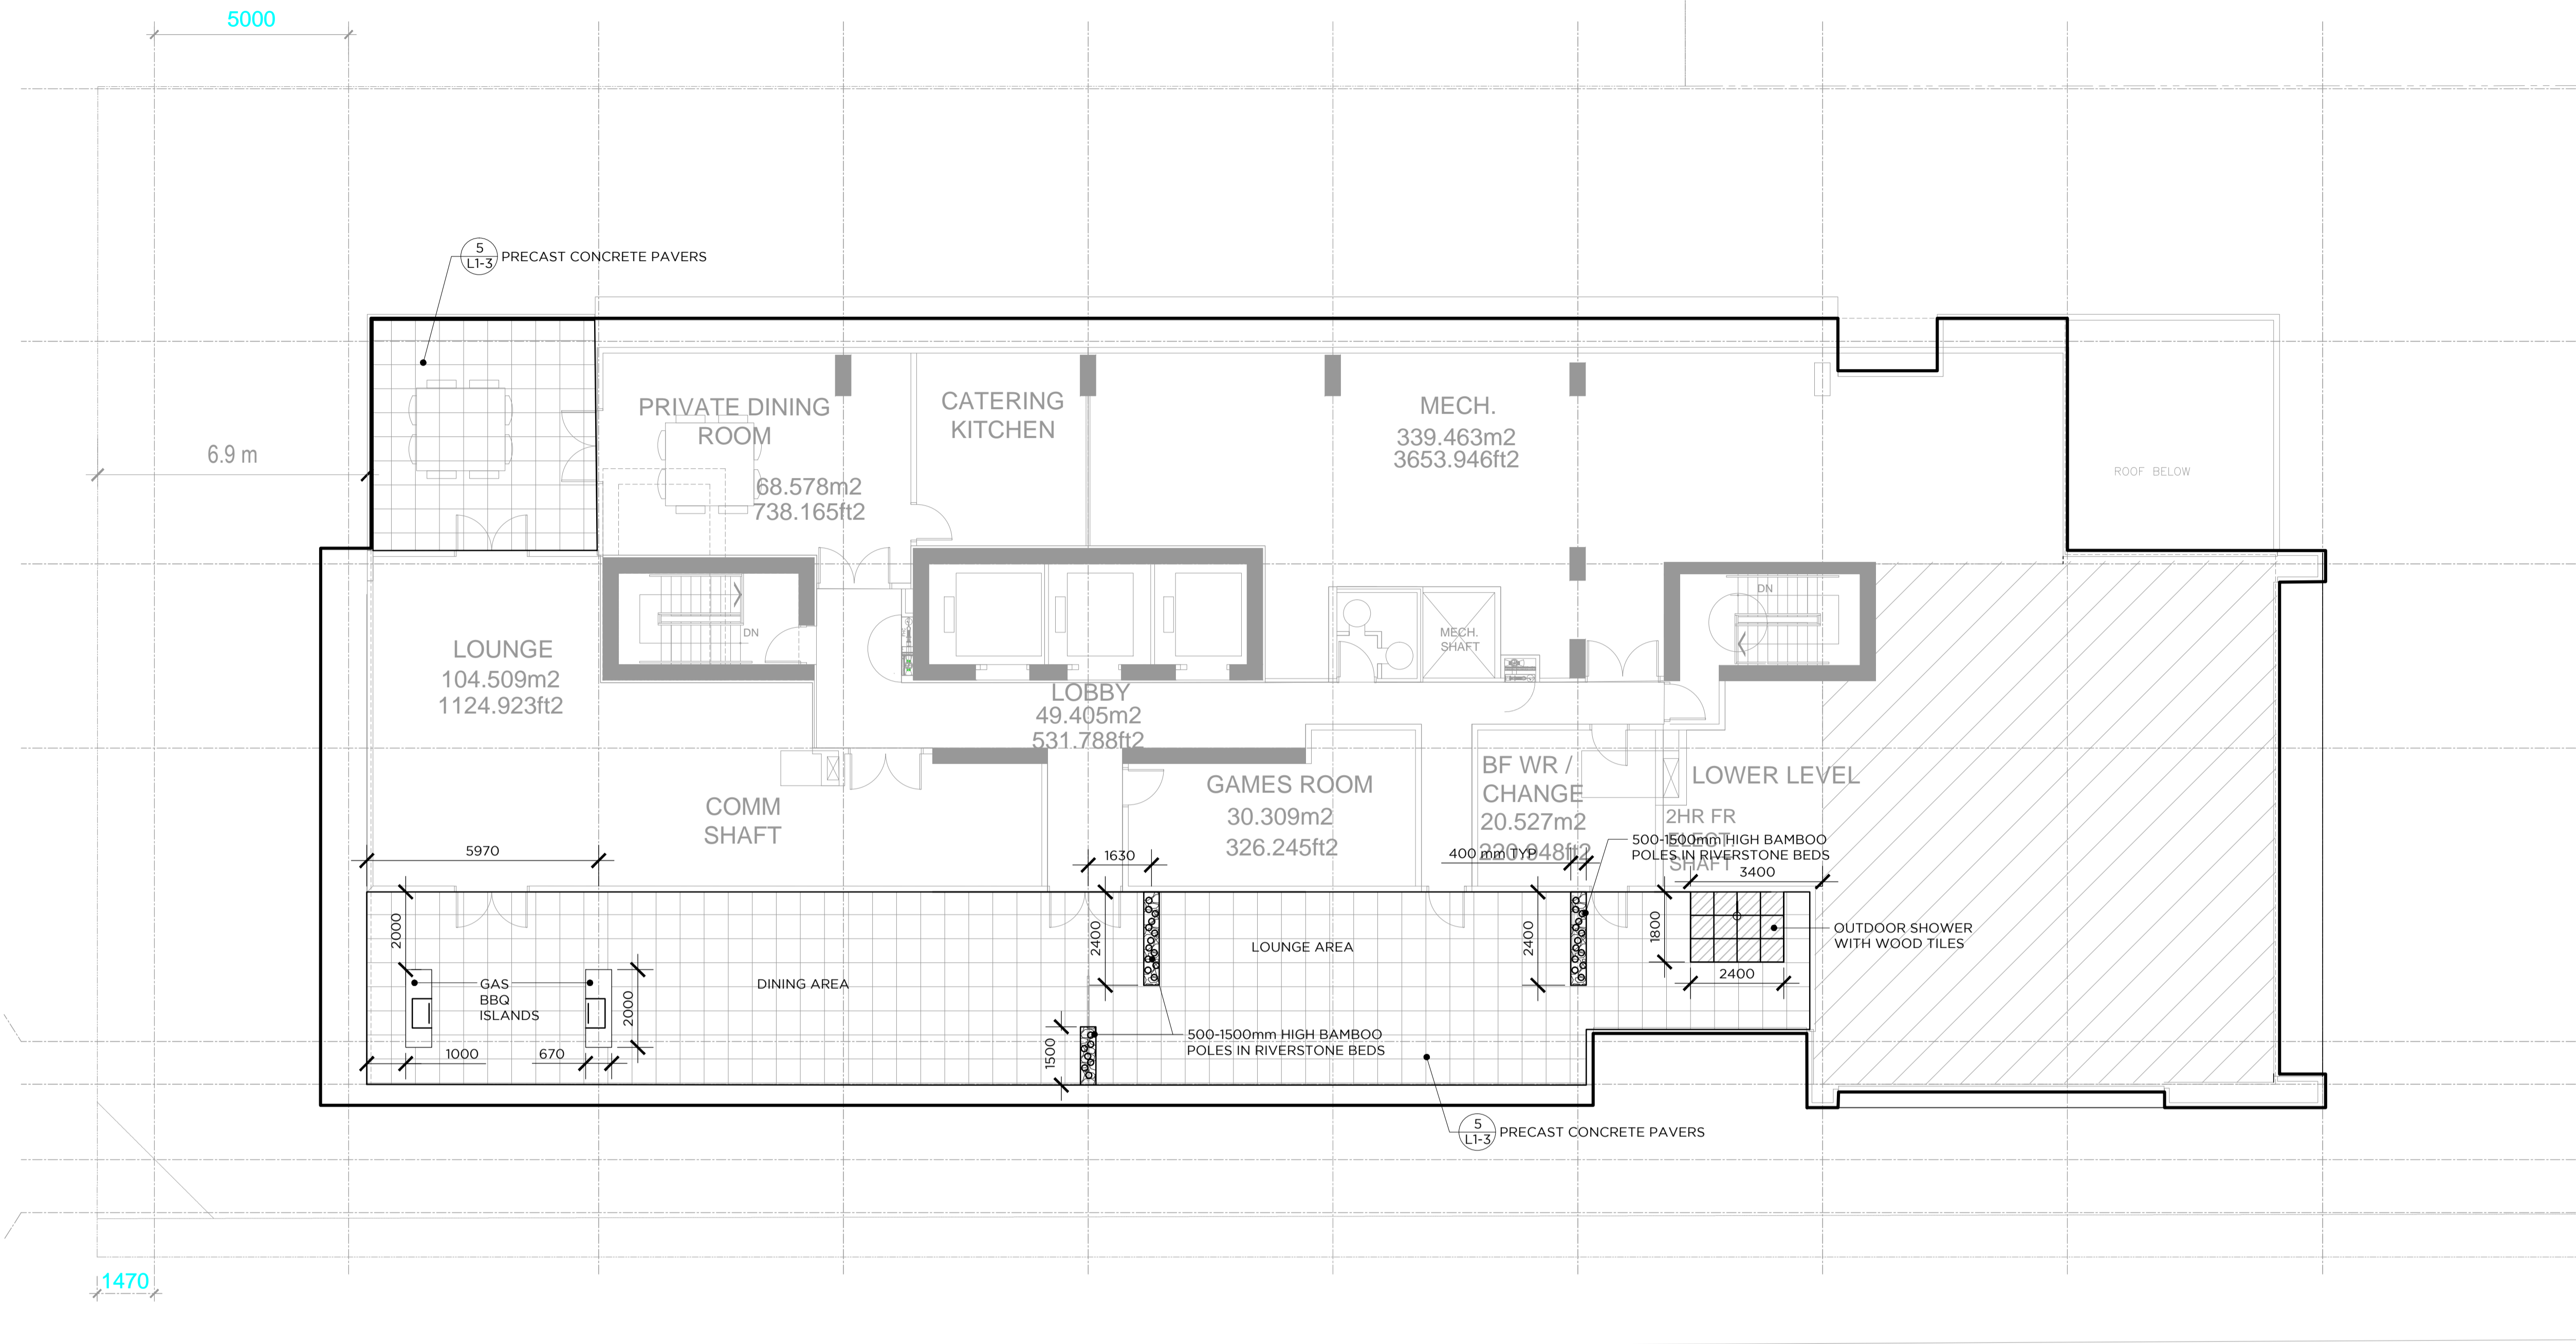 5000
5
L1-3
PRECAST CONCRETE PAVERS
6.9 m
PRIVATE DINING
ROOM
68.578m2
738.165ft2
CATERING
KITCHEN
MECH.
339.463m2
3653.946ft2
ROOF BELOW
DN
DN
MECH.
SHAFT
LOUNGE
104.509m2
1124.923ft2
LOBBY
49.405m2
531.788ft2
COMM
SHAFT
GAMES ROOM
30.309m2
326.245ft2
BF WR /
CHANGE
20.527m2
220.948ft2
LOWER LEVEL
2HR FR
ELECT.
SHAFT
500-1500mm HIGH BAMBOO
POLES IN RIVERSTONE BEDS
5970
1630
400 mm TYP
3400
2000
2400
2400
1800
LOUNGE AREA
OUTDOOR SHOWER
WITH WOOD TILES
2400
GAS
BBQ
ISLANDS
DINING AREA
2000
1000
670
1500
500-1500mm HIGH BAMBOO
POLES IN RIVERSTONE BEDS
5
L1-3
PRECAST CONCRETE PAVERS
1470